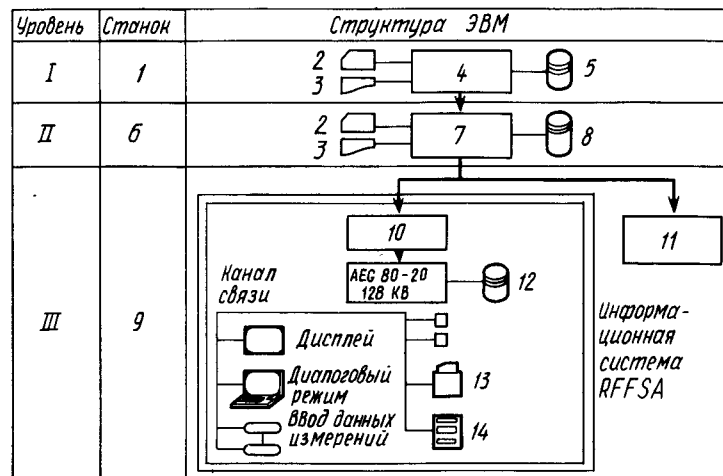 Уровень Станок Структура ЭВМ
I 1 2 3 4 5
II 6 2 3 7 8
III 9
10 11
AEG 80-20
128 KB
12
Канал
связи
Дисплей
Диалоговый
режим
Ввод данных
измерений
13
14
Информа-
ционная
система
RFFSA